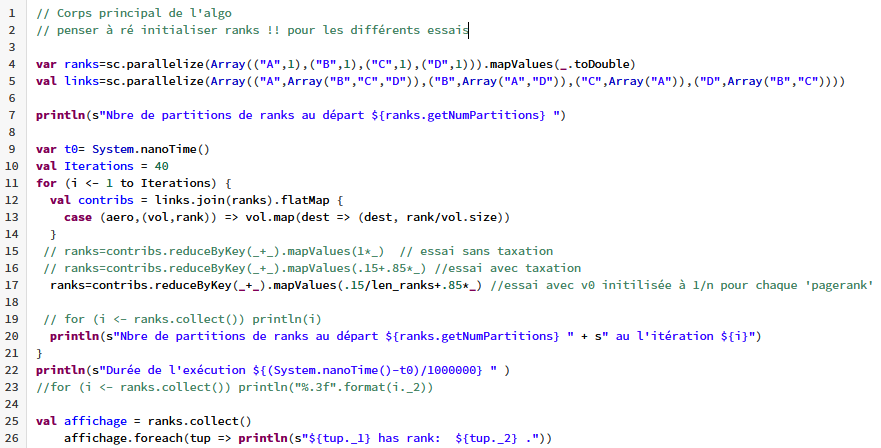 1 // Corps principal de l'algo
2 // penser à ré initialiser ranks !! pour les différents essais
3
4 var ranks=sc.parallelize(Array(("A",1),("B",1),("C",1),("D",1))).mapValues(_.toDouble)
5 val links=sc.parallelize(Array(("A",Array("B","C","D")),("B",Array("A","D")),("C",Array("A")),("D",Array("B","C"))))
6
7 println(s"Nbre de partitions de ranks au départ ${ranks.getNumPartitions} ")
8
9 var t0= System.nanoTime()
10 val Iterations = 40
11 for (i <- 1 to Iterations) {
12 val contribs = links.join(ranks).flatMap {
13 case (aero,(vol,rank)) => vol.map(dest => (dest, rank/vol.size))
14 }
15 // ranks=contribs.reduceByKey(_+_).mapValues(1*_) // essai sans taxation
16 // ranks=contribs.reduceByKey(_+_).mapValues(.15+.85*_) //essai avec taxation
17 ranks=contribs.reduceByKey(_+_).mapValues(.15/len_ranks+.85*_) //essai avec v0 initilisée à 1/n pour chaque 'pagerank'
18
19 // for (i <- ranks.collect()) println(i)
20 println(s"Nbre de partitions de ranks au départ ${ranks.getNumPartitions} " + s" au l'itération ${i}")
21 }
22 println(s"Durée de l'exécution ${(System.nanoTime()-t0)/1000000} " )
23 //for (i <- ranks.collect()) println("%.3f".format(i._2))
24
25 val affichage = ranks.collect()
26 affichage.foreach(tup => println(s"${tup._1} has rank:  ${tup._2} ."))